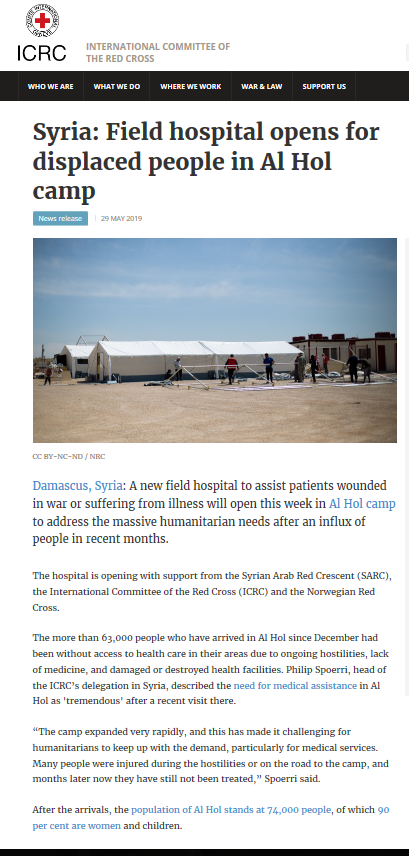 ICRC
INTERNATIONAL COMMITTEE OF
THE RED CROSS
WHO WE ARE
WHAT WE DO
WHERE WE WORK
WAR & LAW
SUPPORT US
Syria: Field hospital opens for
displaced people in Al Hol
camp
News release
29 MAY 2019
CC BY-NC-ND / NRC
Damascus, Syria: A new field hospital to assist patients wounded
in war or suffering from illness will open this week in Al Hol camp
to address the massive humanitarian needs after an influx of
people in recent months.
The hospital is opening with support from the Syrian Arab Red Crescent (SARC),
the International Committee of the Red Cross (ICRC) and the Norwegian Red
Cross.
The more than 63,000 people who have arrived in Al Hol since December had
been without access to health care in their areas due to ongoing hostilities, lack
of medicine, and damaged or destroyed health facilities. Philip Spoerri, head of
the ICRC's delegation in Syria, described the need for medical assistance in Al
Hol as 'tremendous' after a recent visit there.
“The camp expanded very rapidly, and this has made it challenging for
humanitarians to keep up with the demand, particularly for medical services.
Many people were injured during the hostilities or on the road to the camp, and
months later now they have still not been treated,” Spoerri said.
After the arrivals, the population of Al Hol stands at 74,000 people, of which 90
per cent are women and children.